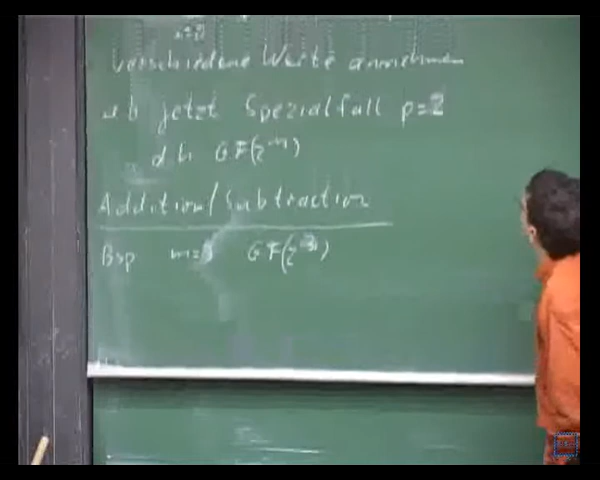 verschiedene Werte annehmen
ab jetzt Spezialfall p=2
d.h. GF(2^m)
Addition/Subtraction
Bsp m=3 GF(2^3)